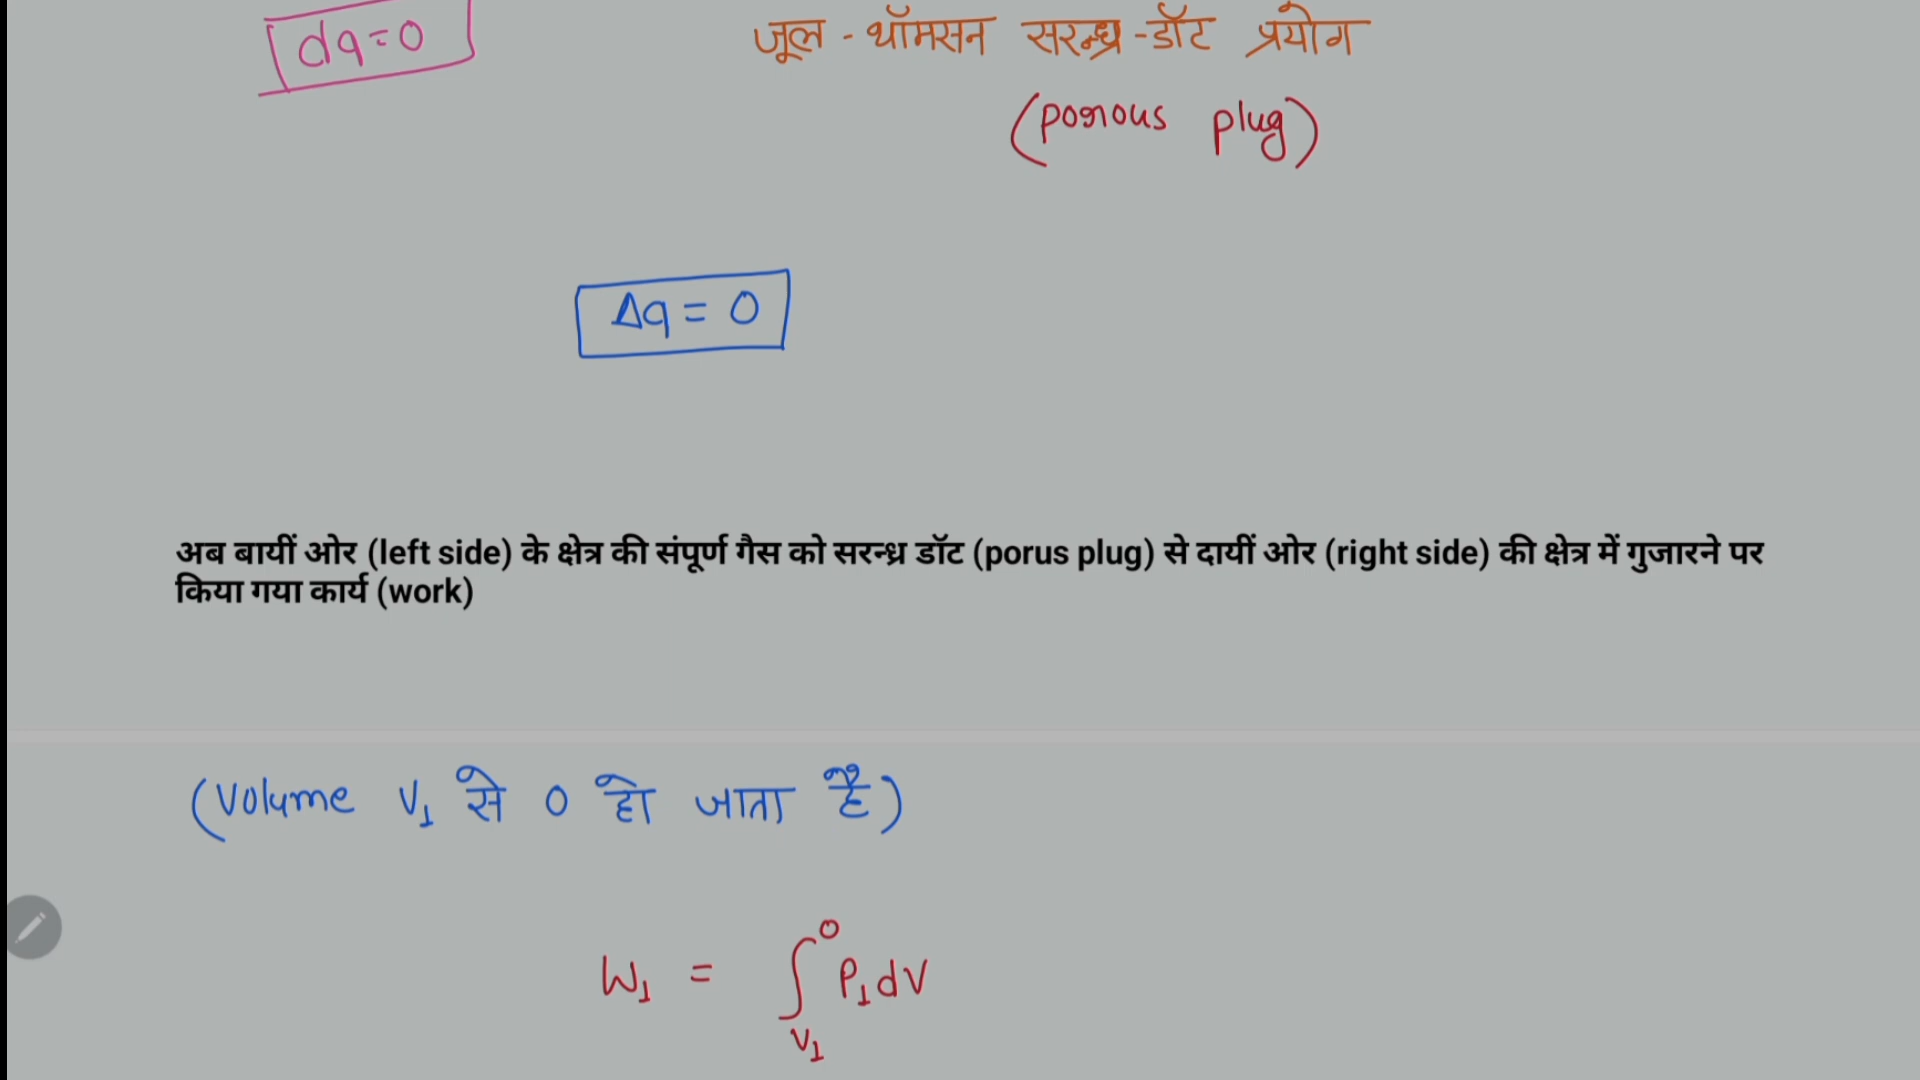 dq=0
जूल - थॉमसन सरन्ध्र-डॉट प्रयोग
(porous plug)
Δq = 0
अब बायीं ओर (left side) के क्षेत्र की संपूर्ण गैस को सरन्ध्र डॉट (porus plug) से दायीं ओर (right side) की क्षेत्र में गुजारने पर
किया गया कार्य (work)
(Volume V₁ से 0 हो जाता है)
W₁ = ∫_{V₁}^{0} P₁dV